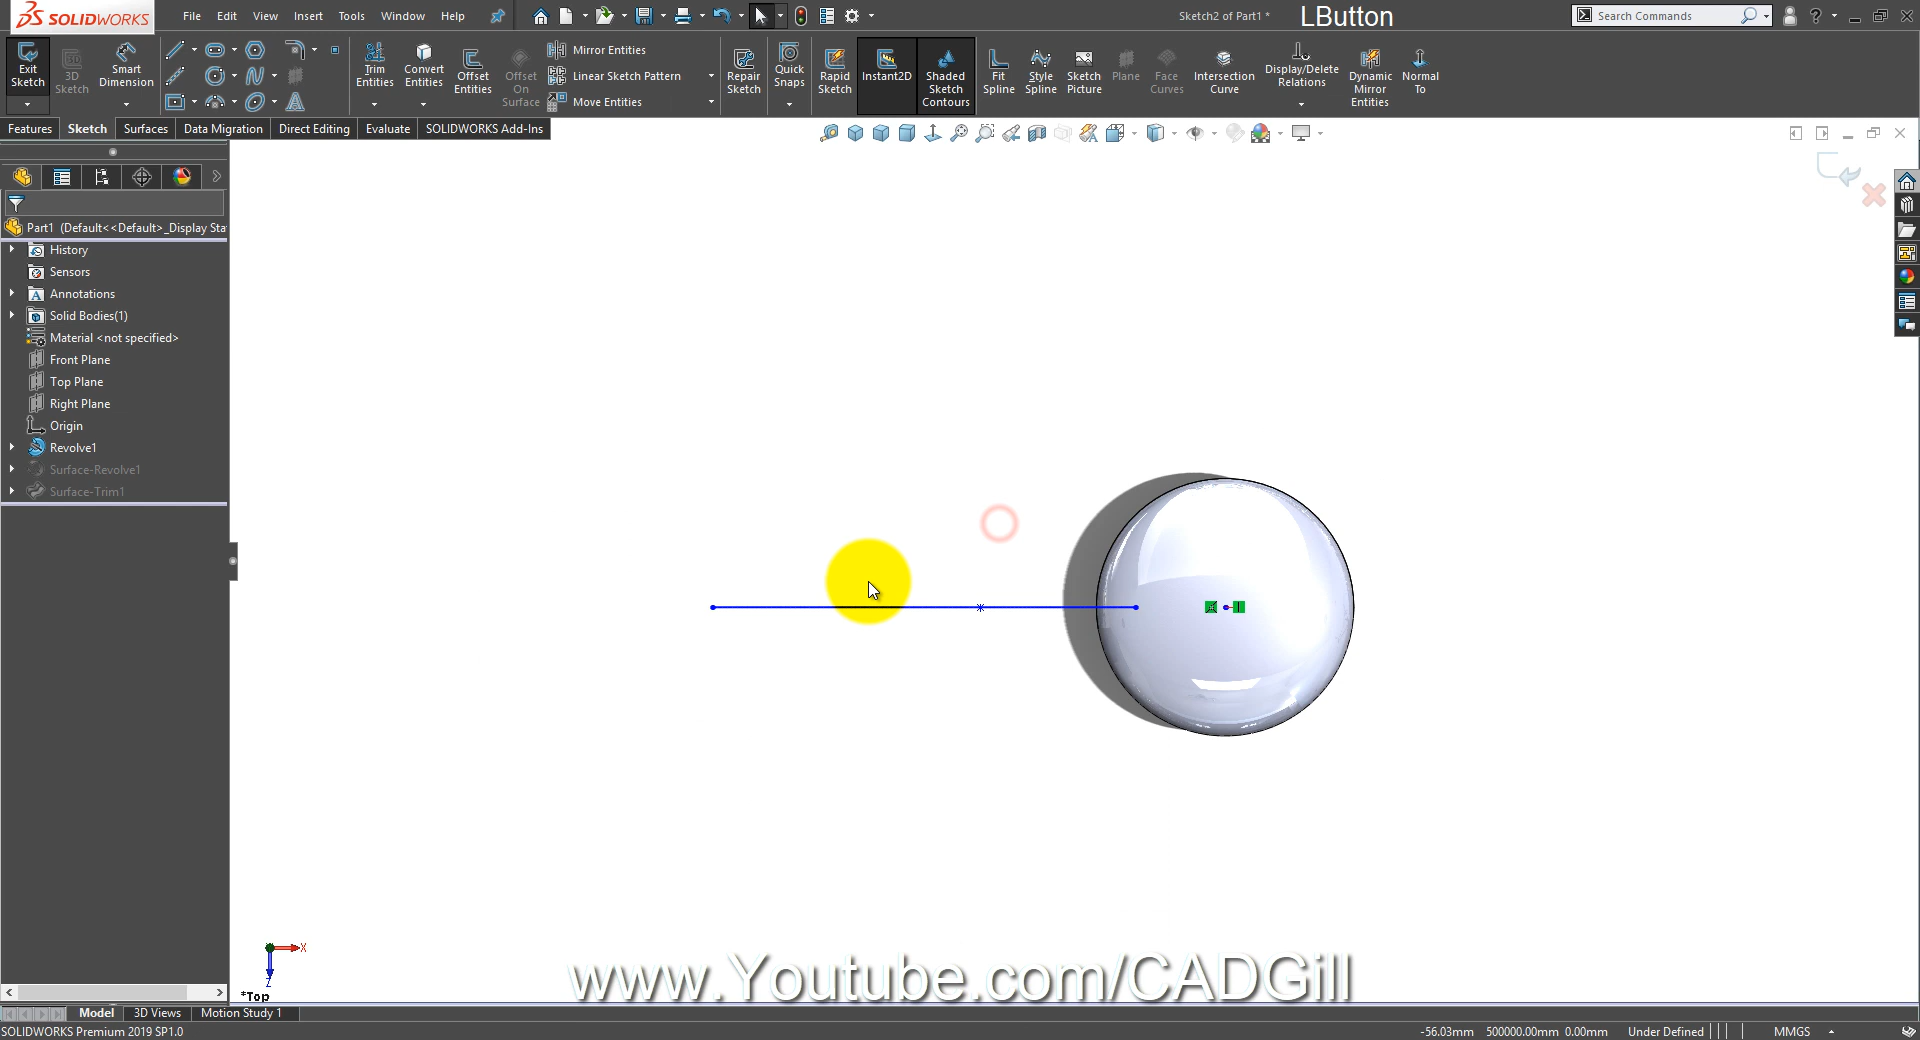 SOLIDWORKS
File Edit View Insert Tools Window Help
Sketch2 of Part1 *
LButton
Search Commands
Exit Sketch
3D Sketch
Smart Dimension
Trim Entities
Convert Entities
Offset Entities
Offset On Surface
Mirror Entities
Linear Sketch Pattern
Move Entities
Repair Sketch
Quick Snaps
Rapid Sketch
Instant2D
Shaded Sketch Contours
Fit Spline
Style Spline
Sketch Picture
Plane
Face Curves
Intersection Curve
Display/Delete Relations
Dynamic Mirror Entities
Normal To
Features Sketch Surfaces Data Migration Direct Editing Evaluate SOLIDWORKS Add-Ins
Part1 (Default<<Default>_Display Sta
History
Sensors
Annotations
Solid Bodies(1)
Material <not specified>
Front Plane
Top Plane
Right Plane
Origin
Revolve1
Surface-Revolve1
Surface-Trim1
X
Z
*Top
www.Youtube.com/CADGill
Model 3D Views Motion Study 1
SOLIDWORKS Premium 2019 SP1.0
-56.03mm 500000.00mm 0.00mm Under Defined MMGS